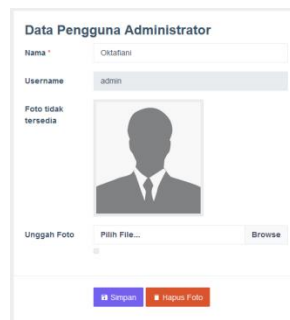 Data Pengguna Administrator
Nama * Oktafiani
Username admin
Foto tidak
tersedia
Unggah Foto Pilih File... Browse
Simpan Hapus Foto